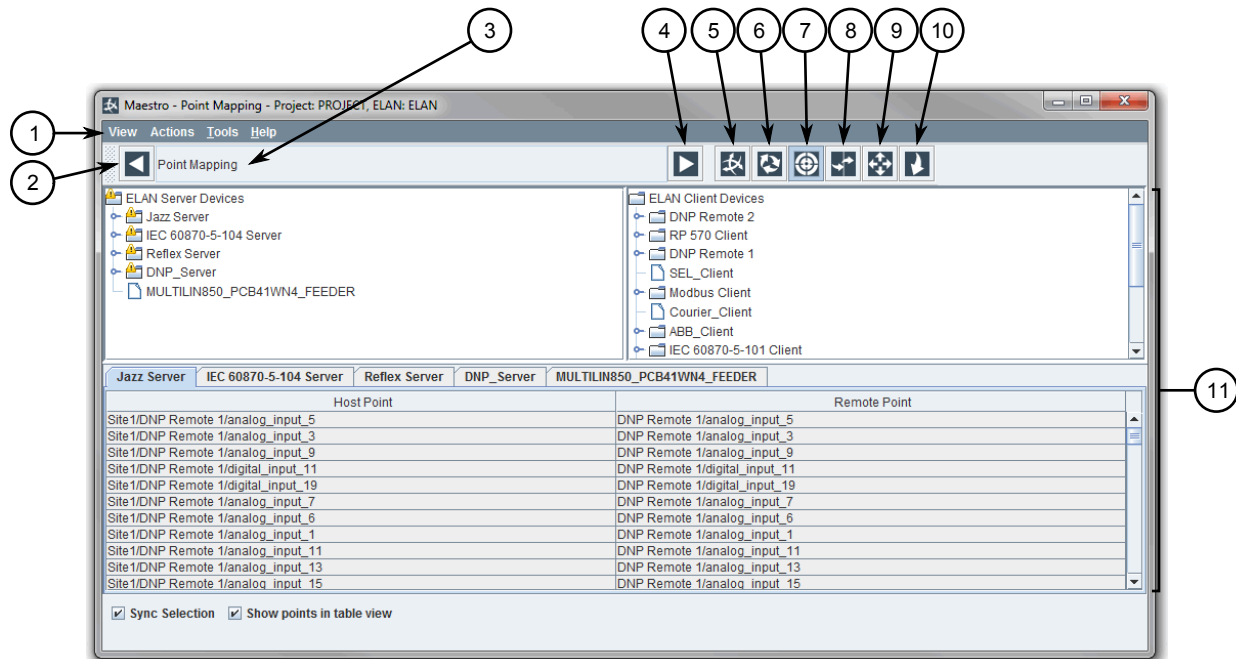 3 4 5 6 7 8 9 10
Maestro - Point Mapping - Project: PROJECT, ELAN: ELAN
1
View Actions Tools Help
2
Point Mapping
ELAN Server Devices
Jazz Server
IEC 60870-5-104 Server
Reflex Server
DNP_Server
MULTILIN850_PCB41WN4_FEEDER
ELAN Client Devices
DNP Remote 2
RP 570 Client
DNP Remote 1
SEL_Client
Modbus Client
Courier_Client
ABB_Client
IEC 60870-5-101 Client
11
Jazz Server IEC 60870-5-104 Server Reflex Server DNP_Server MULTILIN850_PCB41WN4_FEEDER
Host Point Remote Point
Site1/DNP Remote 1/analog_input_5 DNP Remote 1/analog_input_5
Site1/DNP Remote 1/analog_input_3 DNP Remote 1/analog_input_3
Site1/DNP Remote 1/analog_input_9 DNP Remote 1/analog_input_9
Site1/DNP Remote 1/digital_input_11 DNP Remote 1/digital_input_11
Site1/DNP Remote 1/digital_input_19 DNP Remote 1/digital_input_19
Site1/DNP Remote 1/analog_input_7 DNP Remote 1/analog_input_7
Site1/DNP Remote 1/analog_input_6 DNP Remote 1/analog_input_6
Site1/DNP Remote 1/analog_input_1 DNP Remote 1/analog_input_1
Site1/DNP Remote 1/analog_input_11 DNP Remote 1/analog_input_11
Site1/DNP Remote 1/analog_input_13 DNP Remote 1/analog_input_13
Site1/DNP Remote 1/analog_input_15 DNP Remote 1/analog_input_15
Sync Selection Show points in table view